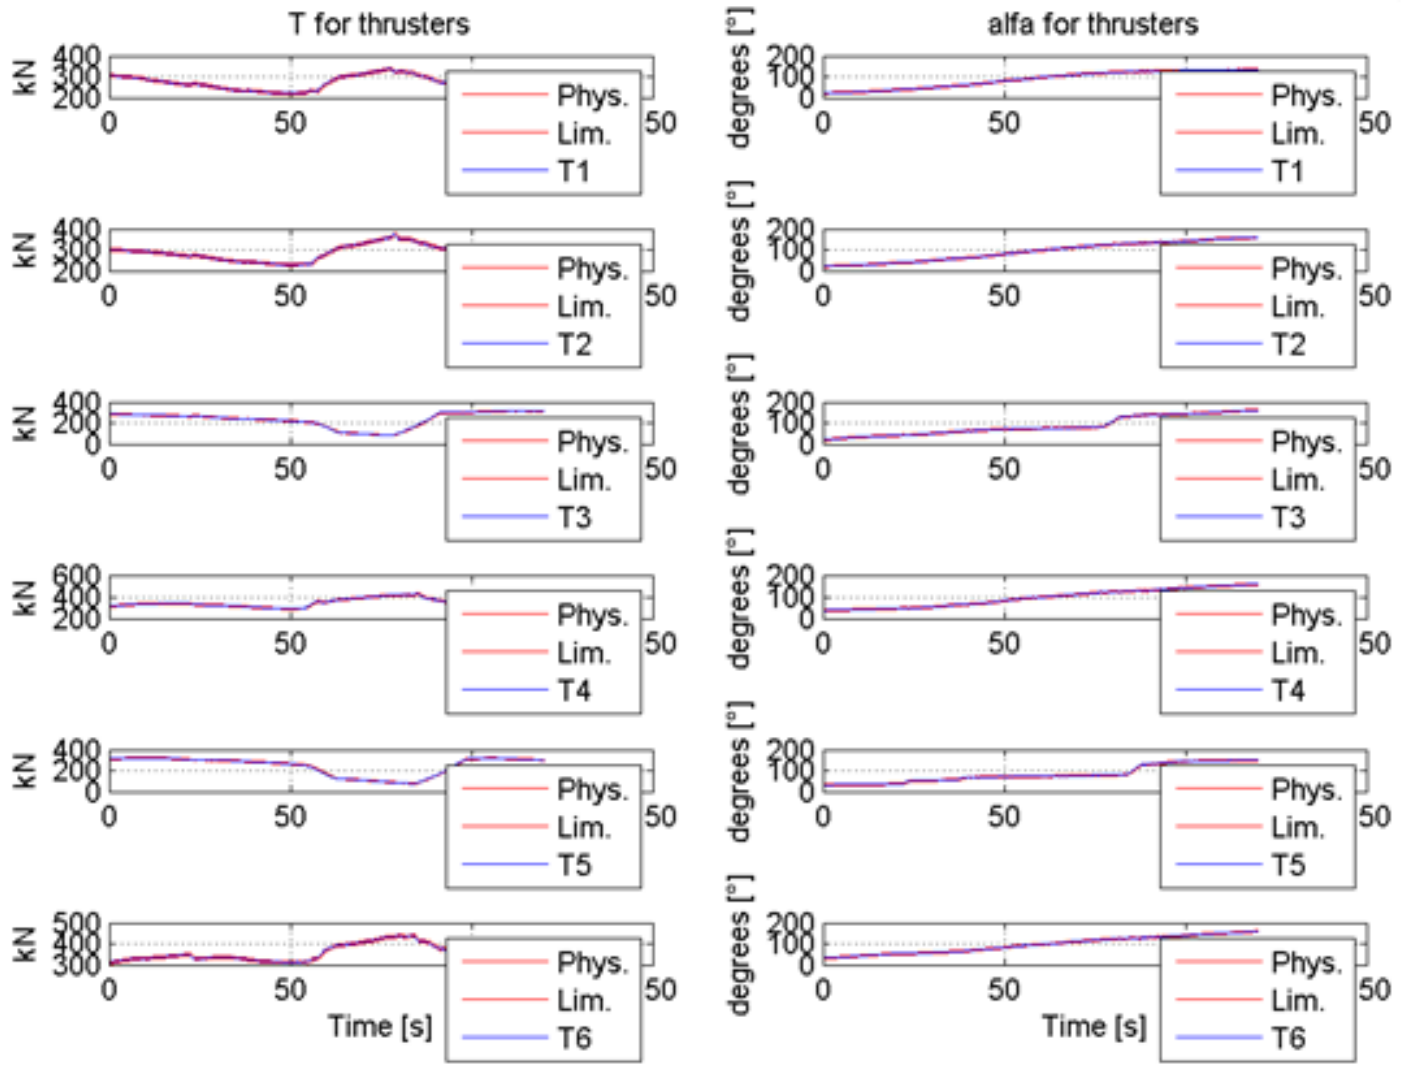 T for thrusters
alfa for thrusters
kN
400
300
200
0
50
50
Phys.
Lim.
T1
degrees [°]
200
100
0
0
50
50
Phys.
Lim.
T1
kN
400
300
200
0
50
50
Phys.
Lim.
T2
degrees [°]
200
100
0
0
50
50
Phys.
Lim.
T2
kN
400
200
0
0
50
50
Phys.
Lim.
T3
degrees [°]
200
100
0
0
50
50
Phys.
Lim.
T3
kN
600
400
200
0
50
50
Phys.
Lim.
T4
degrees [°]
200
100
0
0
50
50
Phys.
Lim.
T4
kN
400
200
0
0
50
50
Phys.
Lim.
T5
degrees [°]
200
100
0
0
50
50
Phys.
Lim.
T5
kN
500
400
300
0
50
50
Time [s]
Phys.
Lim.
T6
degrees [°]
200
100
0
0
50
50
Time [s]
Phys.
Lim.
T6